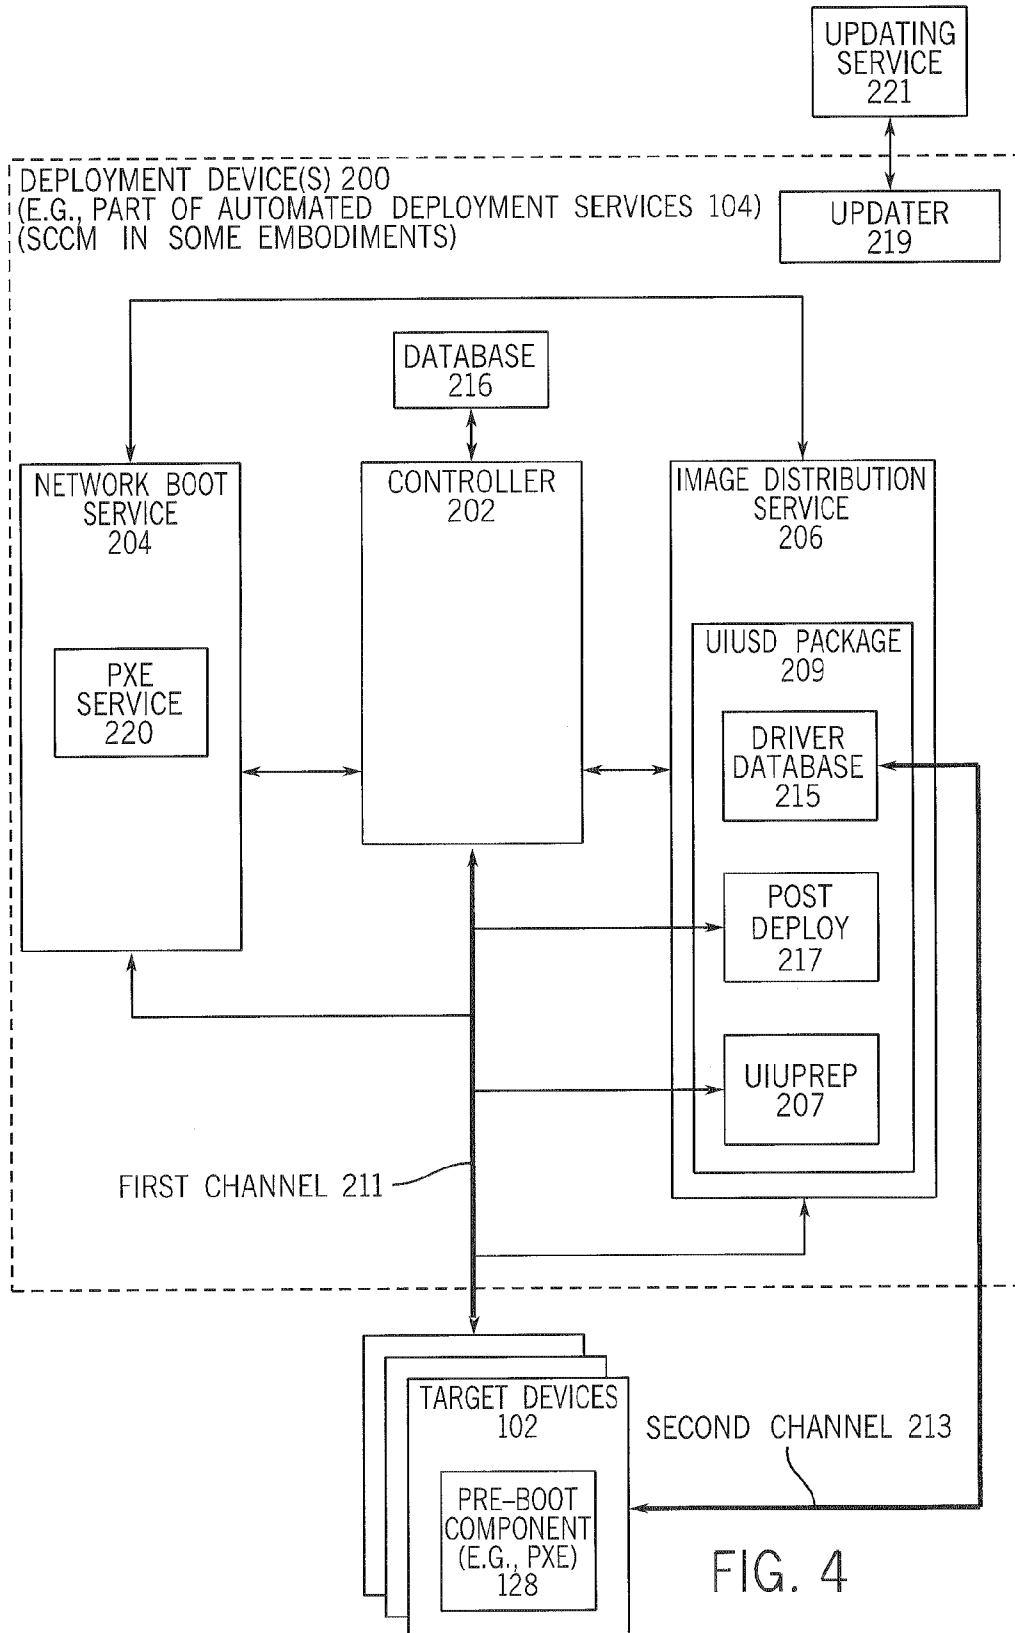 UPDATING
SERVICE
221
DEPLOYMENT DEVICE(S) 200
(E.G., PART OF AUTOMATED DEPLOYMENT SERVICES 104)
(SCCM IN SOME EMBODIMENTS)
UPDATER
219
DATABASE
216
NETWORK BOOT
SERVICE
204
CONTROLLER
202
IMAGE DISTRIBUTION
SERVICE
206
PXE
SERVICE
220
UIUSD PACKAGE
209
DRIVER
DATABASE
215
POST
DEPLOY
217
UIUPREP
207
FIRST CHANNEL 211
TARGET DEVICES
102
SECOND CHANNEL 213
PRE-BOOT
COMPONENT
(E.G., PXE)
128
FIG. 4